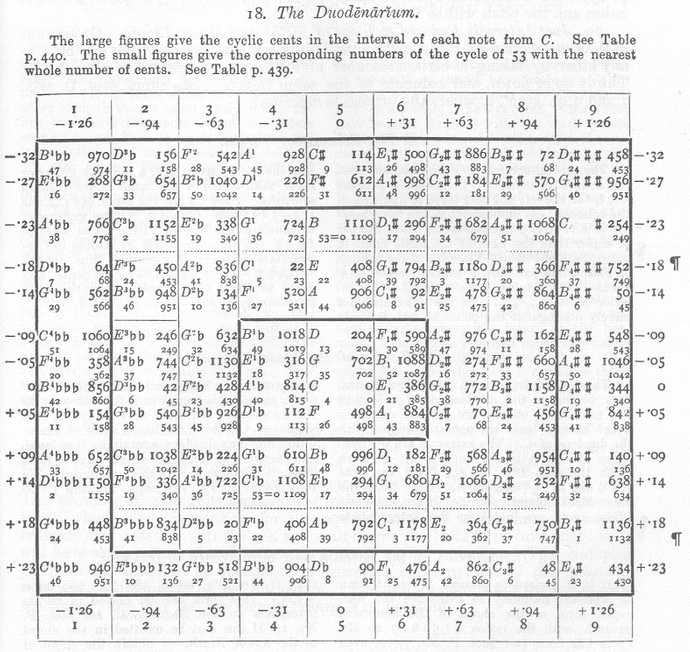 18. The Duodēnārium.
The large figures give the cyclic cents in the interval of each note from C. See Table
p. 440. The small figures give the corresponding numbers of the cycle of 53 with the nearest
whole number of cents. See Table p. 439.
1 2 3 4 5 6 7 8 9
−1·26 −·94 −·63 −·31 0 +·31 +·63 +·94 +1·26
−·32 B⁴bb 970 D³b 156 F² 542 A¹ 928 C♯ 114 E₁♯ 500 G₂♯♯ 886 B₃♯♯ 72 D₄♯♯♯ 458 −·32
47 974 11 158 28 543 45 928 9 113 26 498 43 883 7 68 24 453
−·27 E⁴bb 268 G³b 654 B²b 1040 D¹ 226 F♯ 612 A₁♯ 998 C₂♯♯ 184 E₃♯♯ 570 G₄♯♯♯ 956 −·27
16 272 33 657 50 1042 14 226 31 611 48 996 12 181 29 566 40 951
−·23 A⁴bb 766 C³b 1152 E²b 338 G¹ 724 B 1110 D₁♯ 296 F₂♯♯ 682 A₃♯♯ 1068 C ♯ 254 −·23
38 770 2 1155 19 340 36 725 53=0 1109 17 294 34 679 51 1064 249
−·18 D⁴bb 64 F³b 450 A²b 836 C¹ 22 E 408 G₁♯ 794 B₂♯ 1180 D₃♯♯ 366 F₄♯♯♯ 752 −·18 ¶
7 68 24 453 41 838 5 23 22 408 39 792 3 1177 20 360 37 749
−·14 G⁴bb 562 B³bb 948 D²b 134 F¹ 520 A 906 C₁♯ 92 E₂♯ 478 G₃♯♯ 864 B₄♯♯ 50 −·14
29 566 46 951 10 136 27 521 44 906 8 91 25 475 42 860 6 45
−·09 C⁴bb 1060 E³bb 246 G²b 632 B¹b 1018 D 204 F₁♯ 590 A₂♯ 976 C₃♯♯ 162 E₄♯♯ 548 −·09
51 1064 15 249 32 634 49 1019 13 204 30 589 47 974 11 158 28 543
−·05 F⁴bb 358 A³bb 744 C²b 1130 E¹b 316 G 702 B₁ 1088 D₂♯ 274 F₃♯♯ 660 A₄♯♯ 1046 −·05
20 362 37 747 1 1132 18 317 35 702 52 1087 16 272 33 657 50 1042
0 B⁴bbb 856 D³bb 42 F²b 428 A¹b 814 C 0 E₁ 386 G₂♯ 772 B₃♯ 1158 D₄♯♯ 344 0
42 860 6 45 23 430 40 815 4 0 21 385 38 770 2 1158 19 340
+·05 E⁴bbb 154 G³bb 540 B²bb 926 D¹b 112 F 498 A₁ 884 C₂♯ 70 E₃♯ 456 G₄♯♯ 842 +·05
11 158 28 543 45 928 9 113 26 498 43 883 7 68 24 453 41 838
+·09 A⁴bbb 652 C³bb 1038 E²bb 224 G¹b 610 Bb 996 D₁ 182 F₂♯ 568 A₃♯ 954 C₄♯♯ 140 +·09
33 657 50 1042 14 226 31 611 48 996 12 181 29 566 46 951 10 136
+·14 D⁴bbb 1150 F³bb 336 A²bb 722 C¹b 1108 Eb 294 G₁ 680 B₂ 1066 D₃♯ 252 F₄♯♯ 638 +·14
2 1155 19 340 36 725 53=0 1109 17 294 34 679 51 1064 15 249 32 634
+·18 G⁴bbb 448 B³bbb 834 D²bb 20 F¹b 406 Ab 792 C₁ 1178 E₂ 364 G₃♯ 750 B₄♯ 1136 +·18
24 453 41 838 5 23 22 408 39 792 3 1177 20 362 37 747 1 1132 ¶
+·23 C⁴bbb 946 E³bbb 132 G²bb 518 B¹bb 904 Db 90 F₁ 476 A₂ 862 C₃♯ 48 E₄♯ 434 +·23
46 951 10 136 27 521 44 906 8 91 25 475 42 860 6 45 23 430
−1·26 −·94 −·63 −·31 0 +·31 +·63 +·94 +1·26
1 2 3 4 5 6 7 8 9